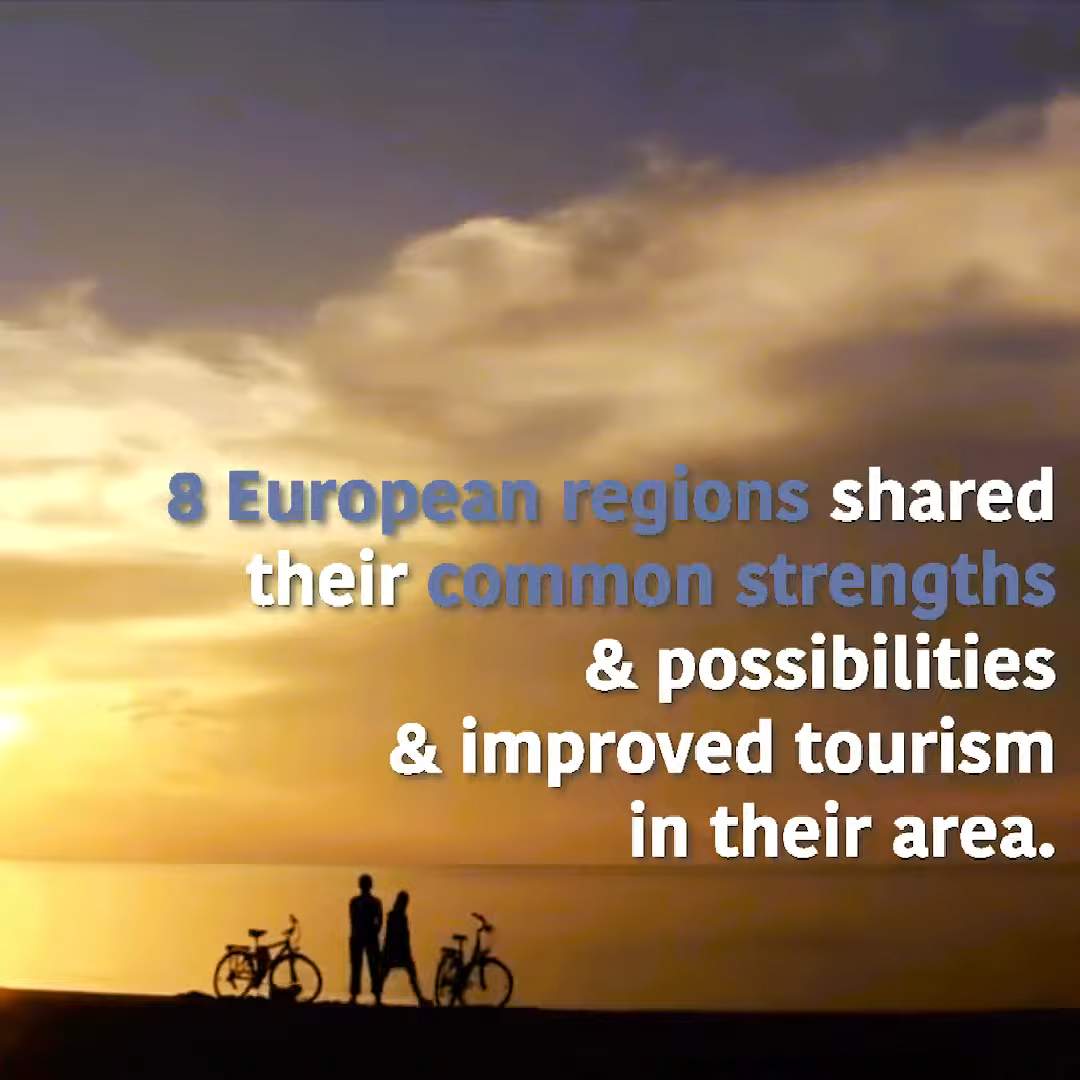 8 European regions shared
their common strengths
& possibilities
& improved tourism
in their area.